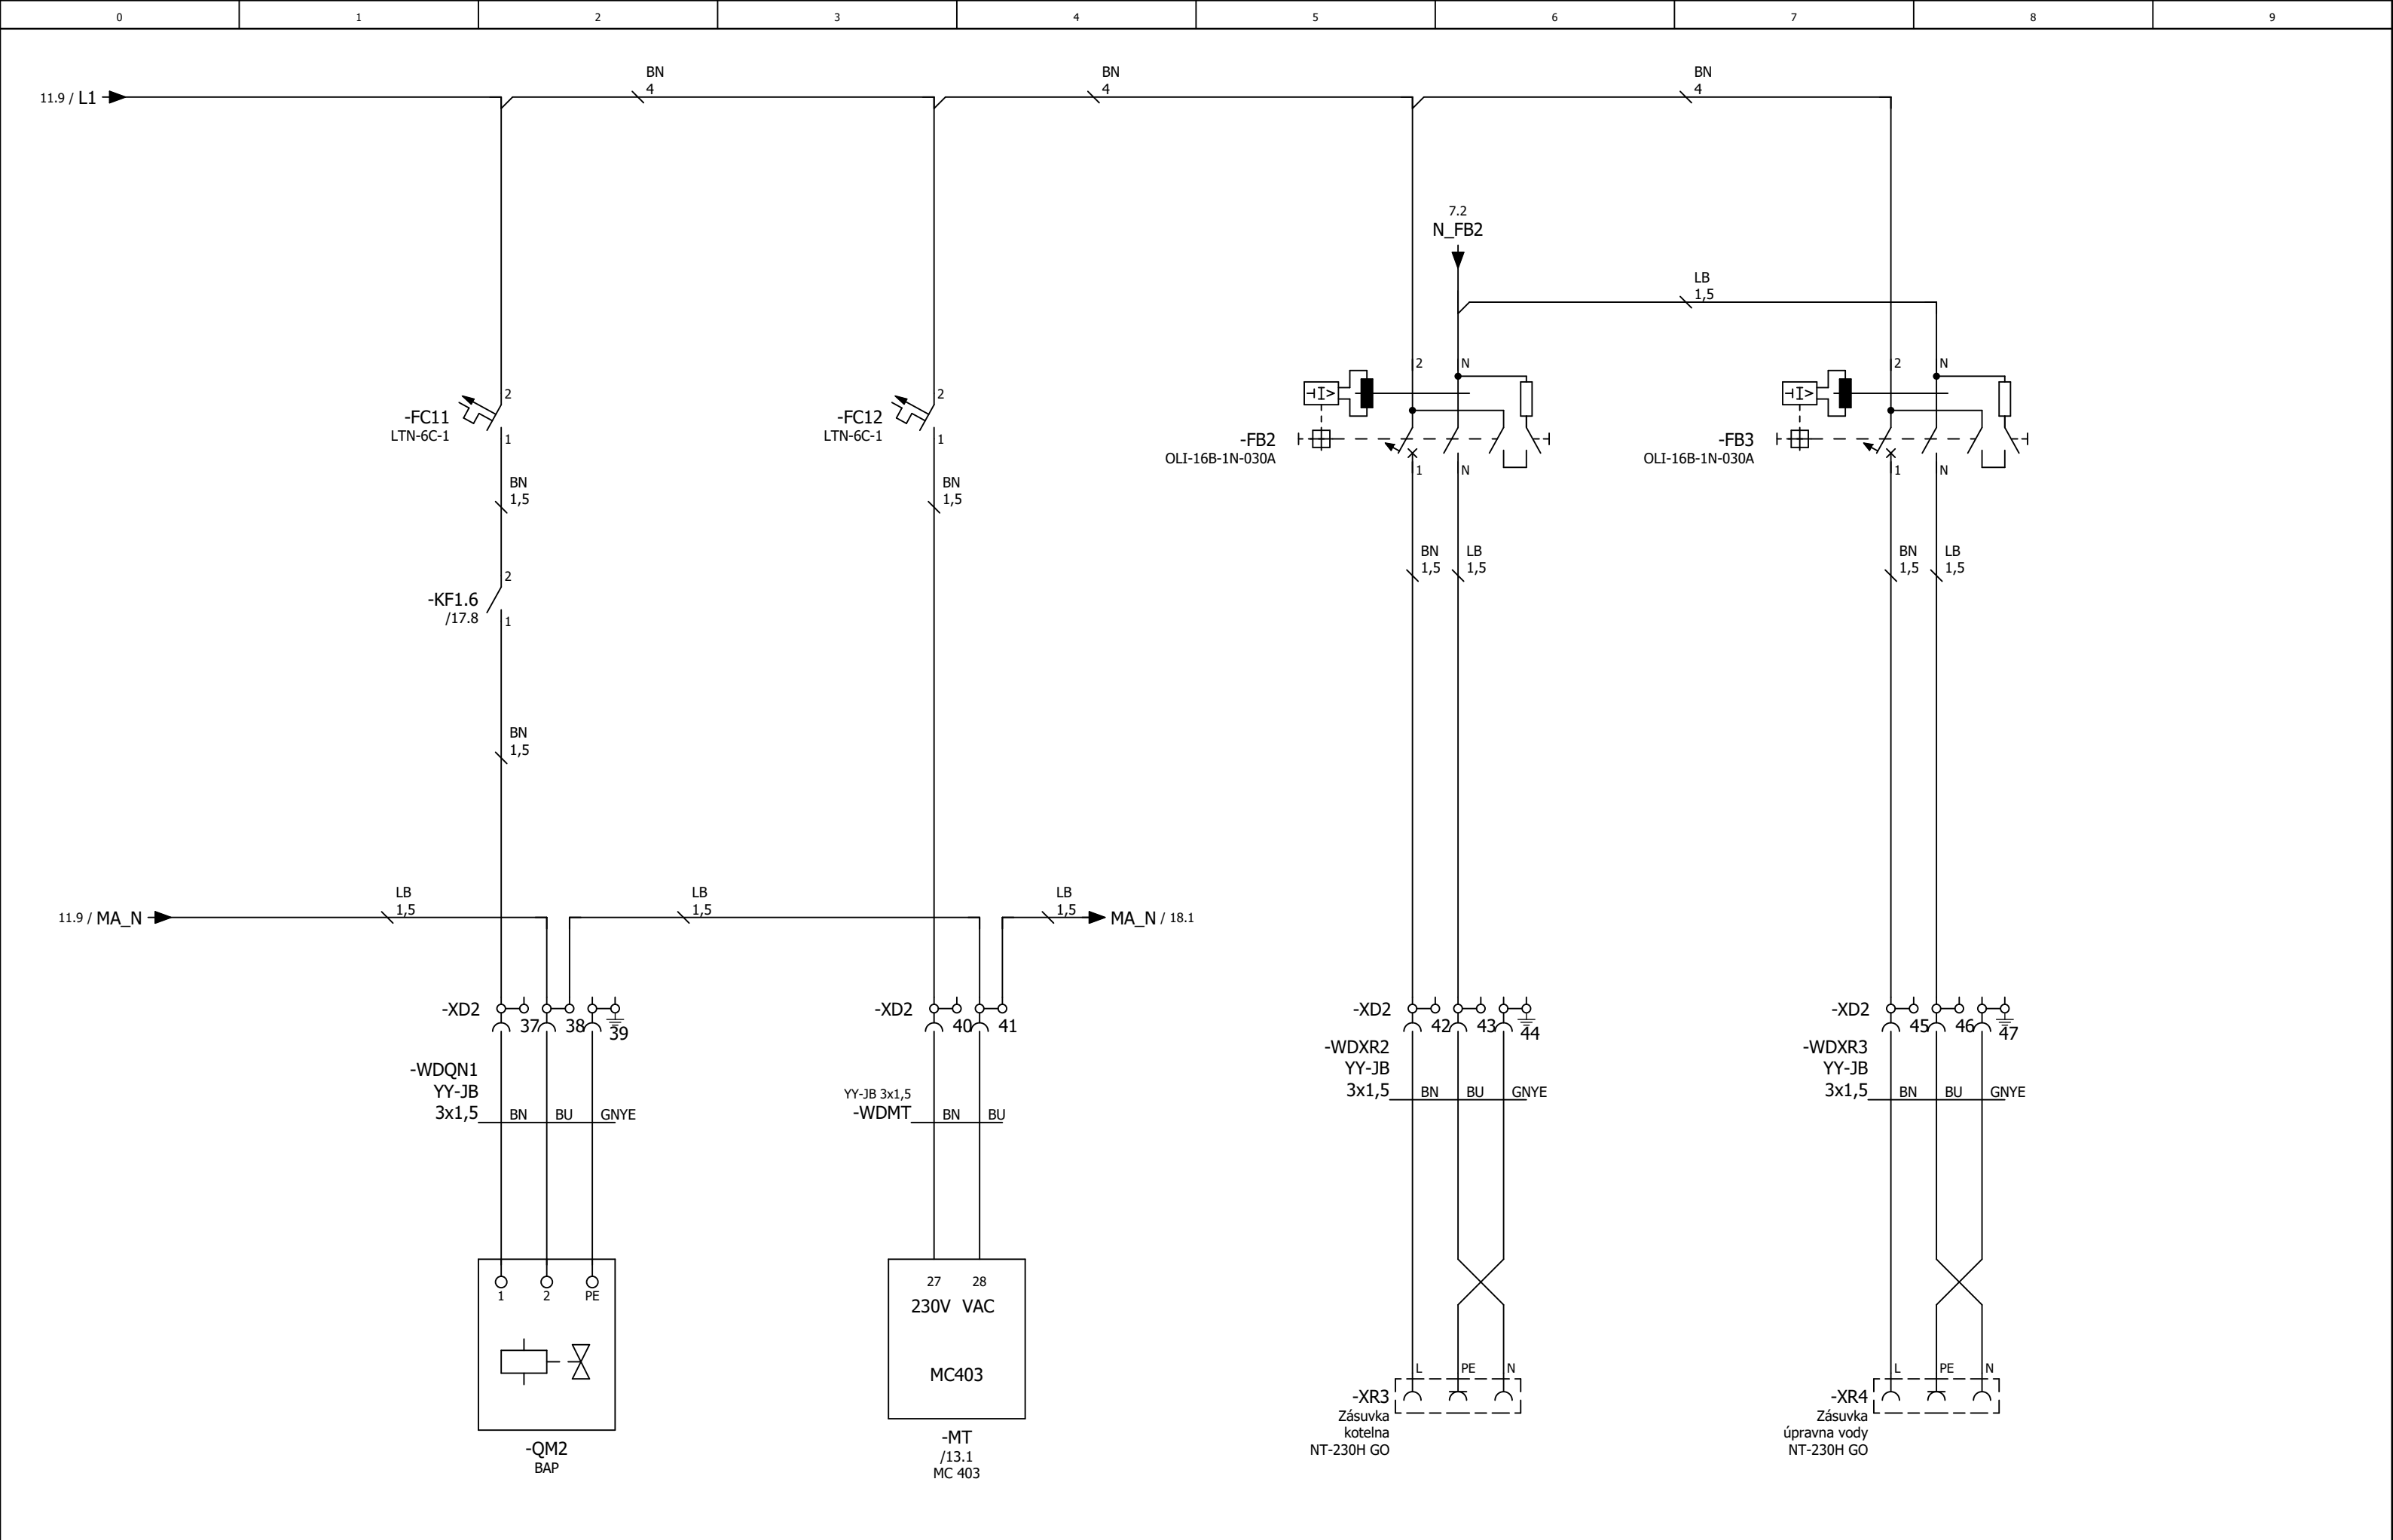 0 1 2 3 4 5 6 7 8 9
BN
4
BN
4
BN
4
11.9 / L1
7.2
N_FB2
LB
1,5
-FC11
LTN-6C-1
2
1
-FC12
LTN-6C-1
2
1
-FB2
OLI-16B-1N-030A
2
N
I>
1
N
-FB3
OLI-16B-1N-030A
2
N
I>
1
N
BN
1,5
BN
1,5
BN
1,5
LB
1,5
BN
1,5
LB
1,5
-KF1.6
/17.8
2
1
BN
1,5
11.9 / MA_N
LB
1,5
LB
1,5
LB
1,5
MA_N / 18.1
-XD2
37
38
39
-XD2
40
41
-XD2
42
43
44
-XD2
45
46
47
-WDQN1
YY-JB
3x1,5
BN
BU
GNYE
YY-JB 3x1,5
-WDMT
BN
BU
-WDXR2
YY-JB
3x1,5
BN
BU
GNYE
-WDXR3
YY-JB
3x1,5
BN
BU
GNYE
1
2
PE
-QM2
BAP
27
28
230V VAC
MC403
-MT
/13.1
MC 403
L
PE
N
-XR3
Zásuvka
kotelna
NT-230H GO
L
PE
N
-XR4
Zásuvka
úpravna vody
NT-230H GO